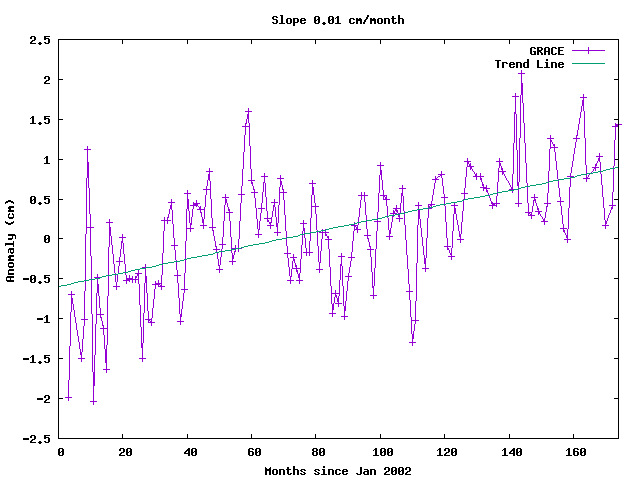 Slope 0.01 cm/month
GRACE
Trend Line
2.5
2
1.5
1
0.5
0
-0.5
-1
-1.5
-2
-2.5
Anomaly (cm)
0 20 40 60 80 100 120 140 160
Months since Jan 2002